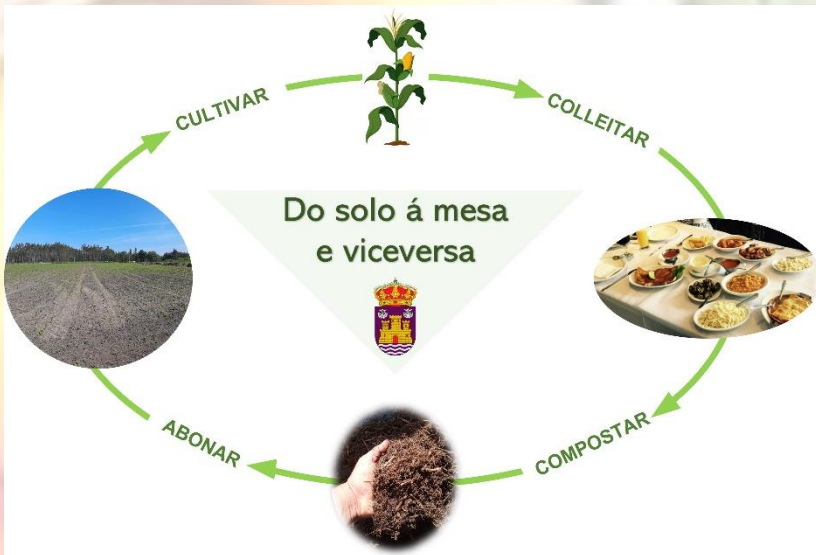 CULTIVAR
COLLEITAR
Do solo á mesa
e viceversa
ABONAR
COMPOSTAR